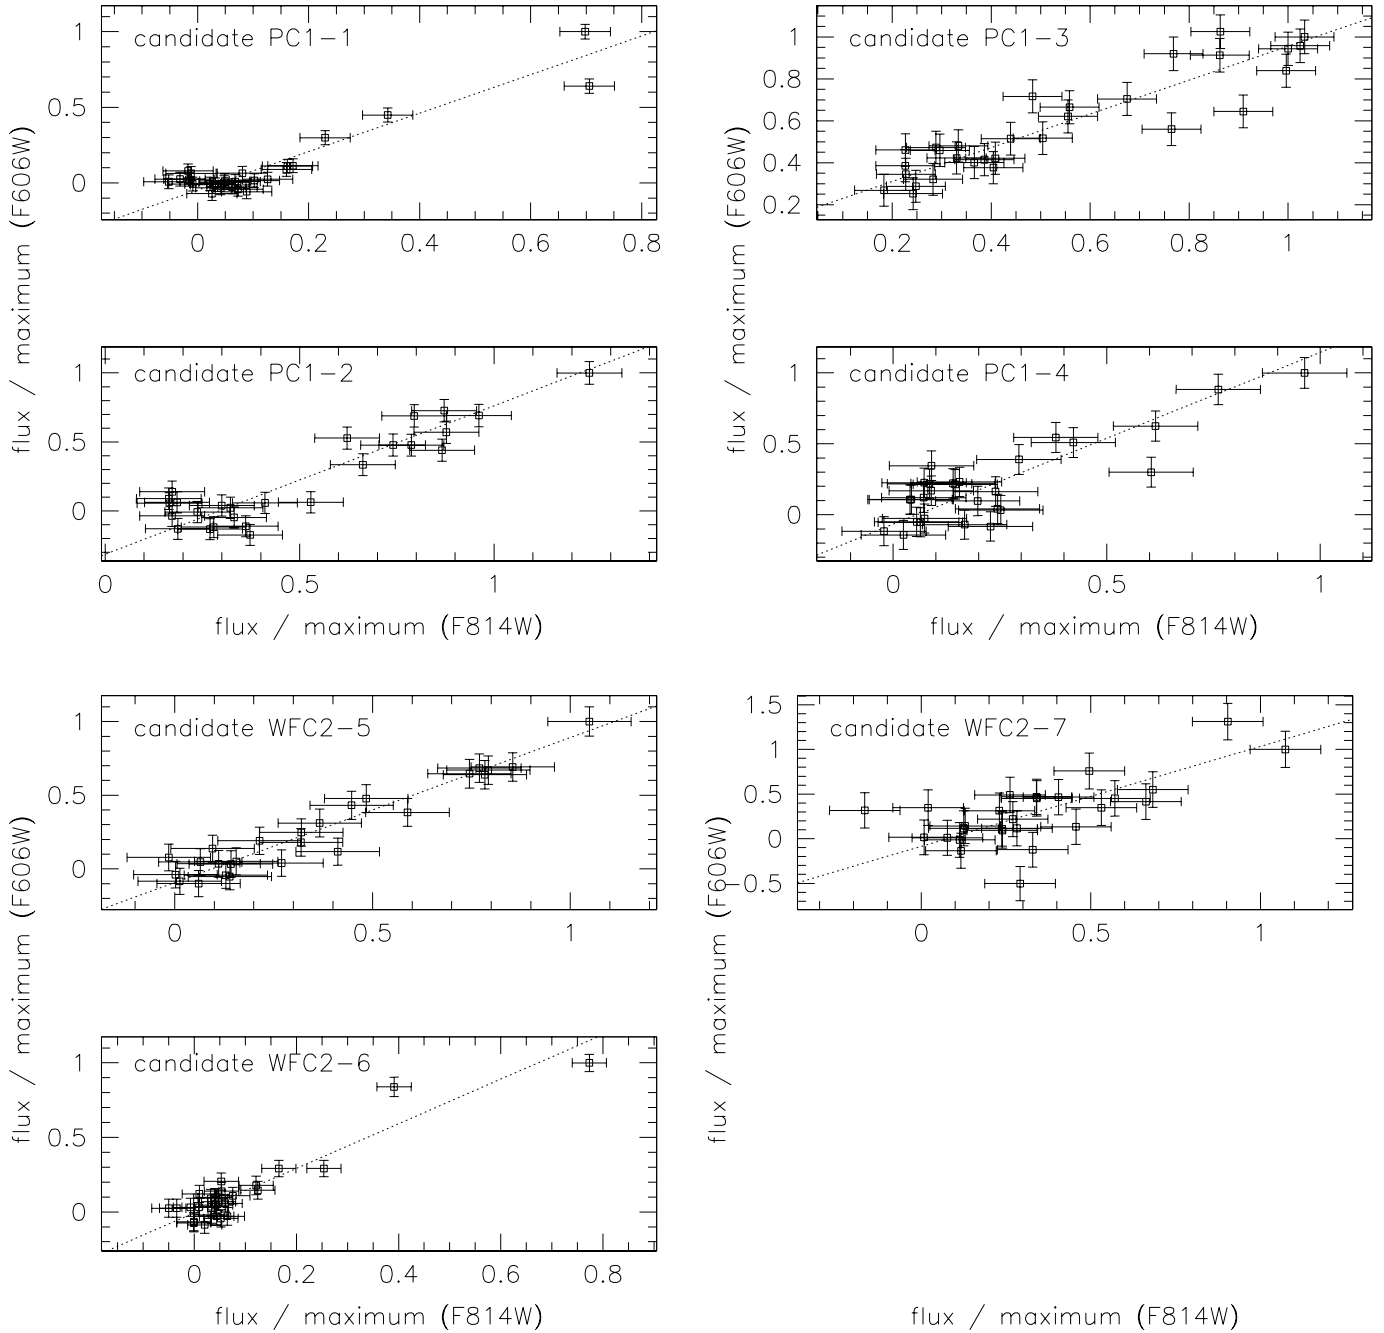 candidate PC1-1
1
0.5
0
0 0.2 0.4 0.6 0.8
flux / maximum (F606W)
candidate PC1-3
1
0.8
0.6
0.4
0.2
0.2 0.4 0.6 0.8 1
flux / maximum (F606W)
candidate PC1-2
1
0.5
0
0 0.5 1
flux / maximum (F814W)
candidate PC1-4
1
0.5
0
0 0.5 1
flux / maximum (F814W)
candidate WFC2-5
1
0.5
0
0 0.5 1
flux / maximum (F606W)
candidate WFC2-7
1.5
1
0.5
0
-0.5
0 0.5 1
flux / maximum (F606W)
candidate WFC2-6
1
0.5
0
0 0.2 0.4 0.6 0.8
flux / maximum (F814W)
flux / maximum (F814W)